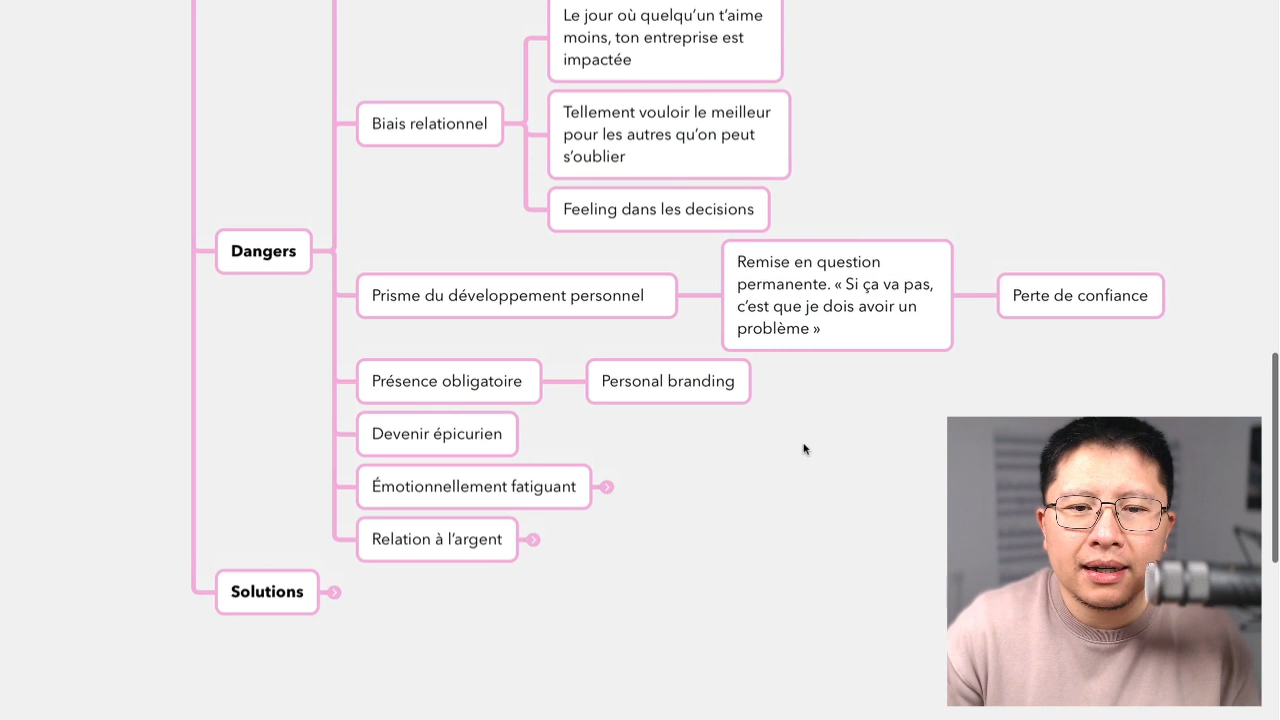 Le jour où quelqu’un t’aime
moins, ton entreprise est
impactée
Biais relationnel
Tellement vouloir le meilleur
pour les autres qu’on peut
s’oublier
Feeling dans les decisions
Dangers
Prisme du développement personnel
Remise en question
permanente. « Si ça va pas,
c’est que je dois avoir un
problème »
Perte de confiance
Présence obligatoire
Personal branding
Devenir épicurien
Émotionnellement fatiguant
Relation à l’argent
Solutions